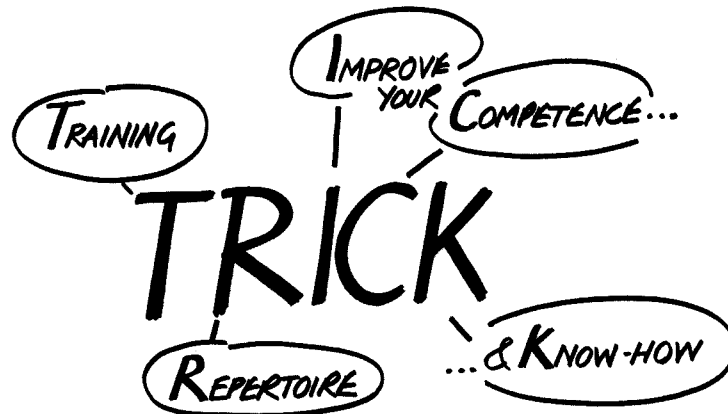 IMPROVE
YOUR
COMPETENCE...
TRAINING
TRICK
REPERTOIRE
...& KNOW-HOW